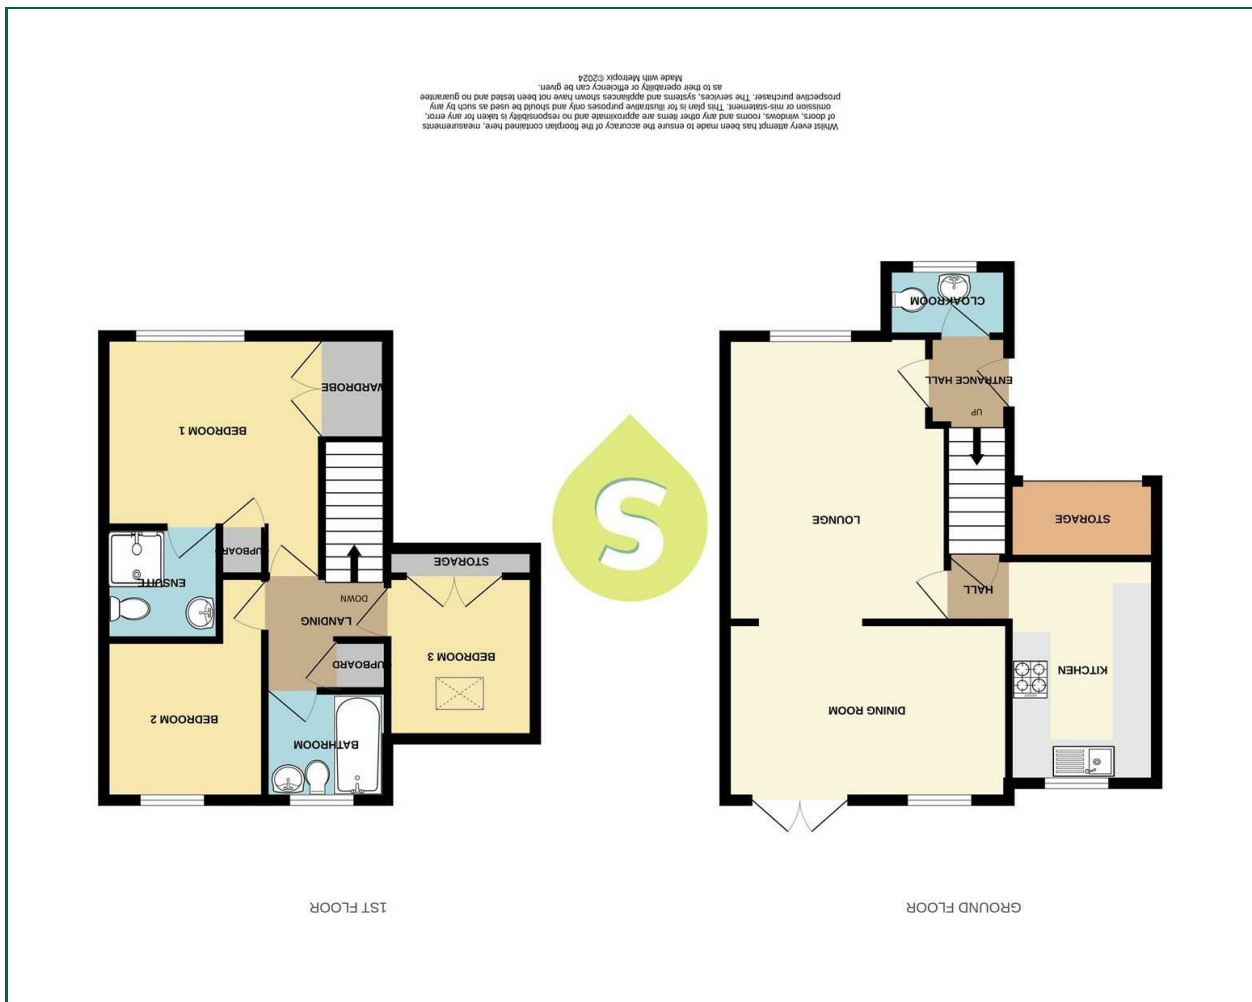 GROUND FLOOR
1ST FLOOR
DINING ROOM
KITCHEN
HALL
LOUNGE
STORAGE
UP
ENTRANCE HALL
CLOAKROOM
BATHROOM
BEDROOM 2
BEDROOM 3
CUPBOARD
LANDING
DOWN
ENSUITE
STORAGE
CUPBOARD
BEDROOM 1
WARDROBE
S
Whilst every attempt has been made to ensure the accuracy of the floorplan contained here, measurements
of doors, windows, rooms and any other items are approximate and no responsibility is taken for any error,
omission or mis-statement. This plan is for illustrative purposes only and should be used as such by any
prospective purchaser. The services, systems and appliances shown have not been tested and no guarantee
as to their operability or efficiency can be given.
Made with Metropix ©2024